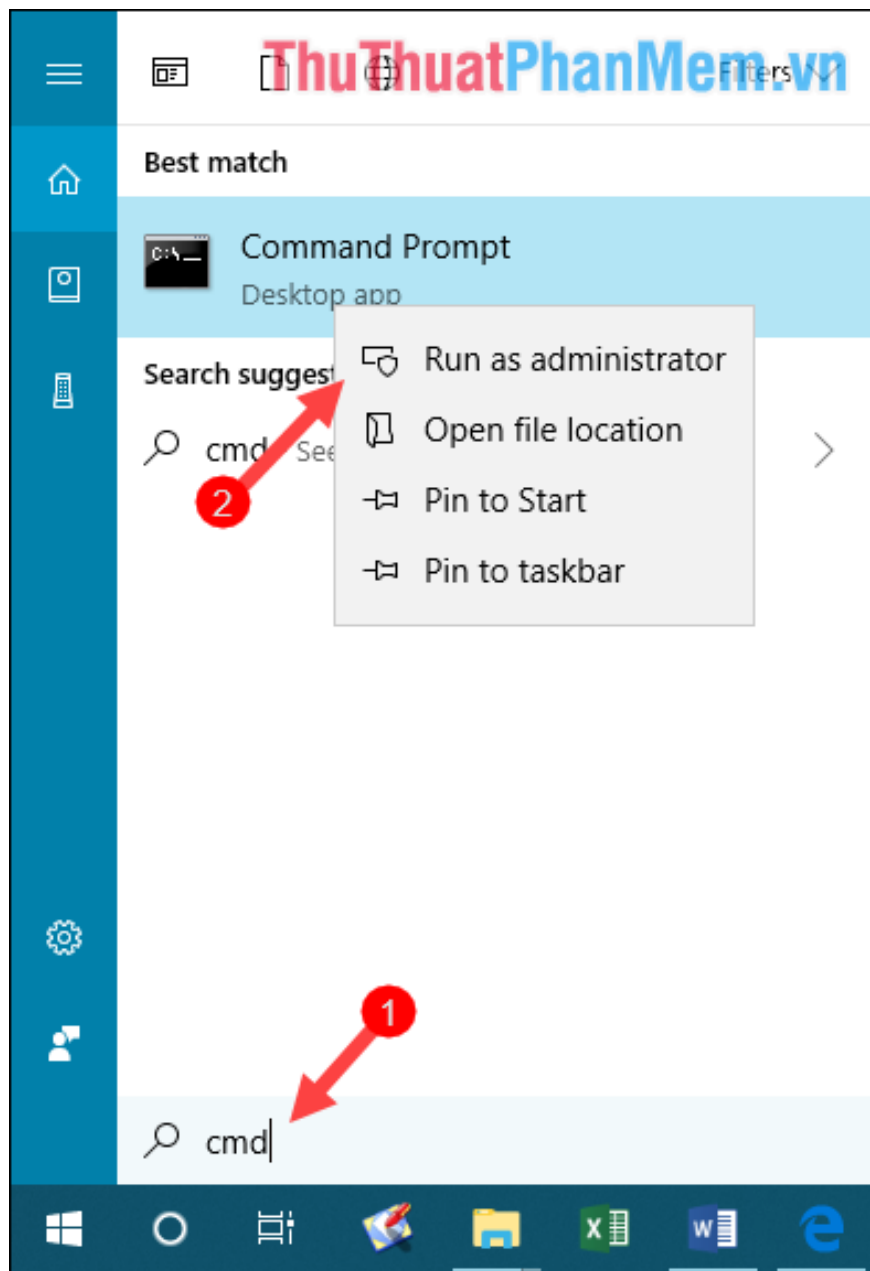 ThuThuatPhanMem.vn
Filters
Best match
C:\
Command Prompt
Desktop app
Run as administrator
Search suggest
Open file location
cmd See
2
Pin to Start
Pin to taskbar
1
cmd